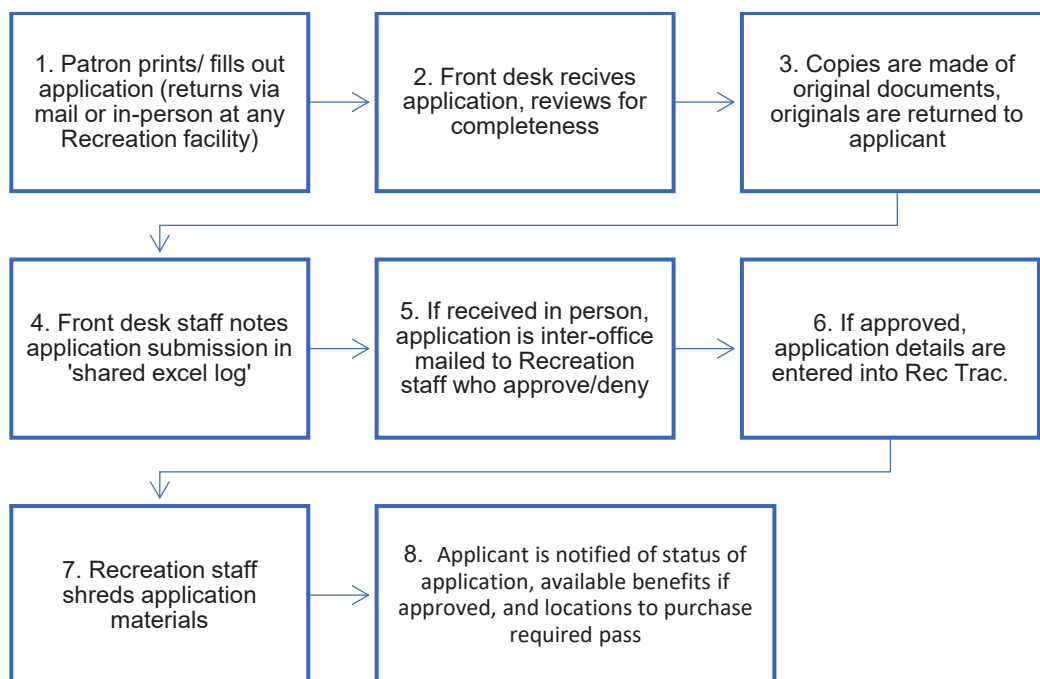 1. Patron prints/ fills out
application (returns via
mail or in-person at any
Recreation facility)
2. Front desk recives
application, reviews for
completeness
3. Copies are made of
original documents,
originals are returned to
applicant
4. Front desk staff notes
application submission in
'shared excel log'
5. If received in person,
application is inter-office
mailed to Recreation
staff who approve/deny
6. If approved,
application details are
entered into Rec Trac.
7. Recreation staff
shreds application
materials
8. Applicant is notified of status of
application, available benefits if
approved, and locations to purchase
required pass